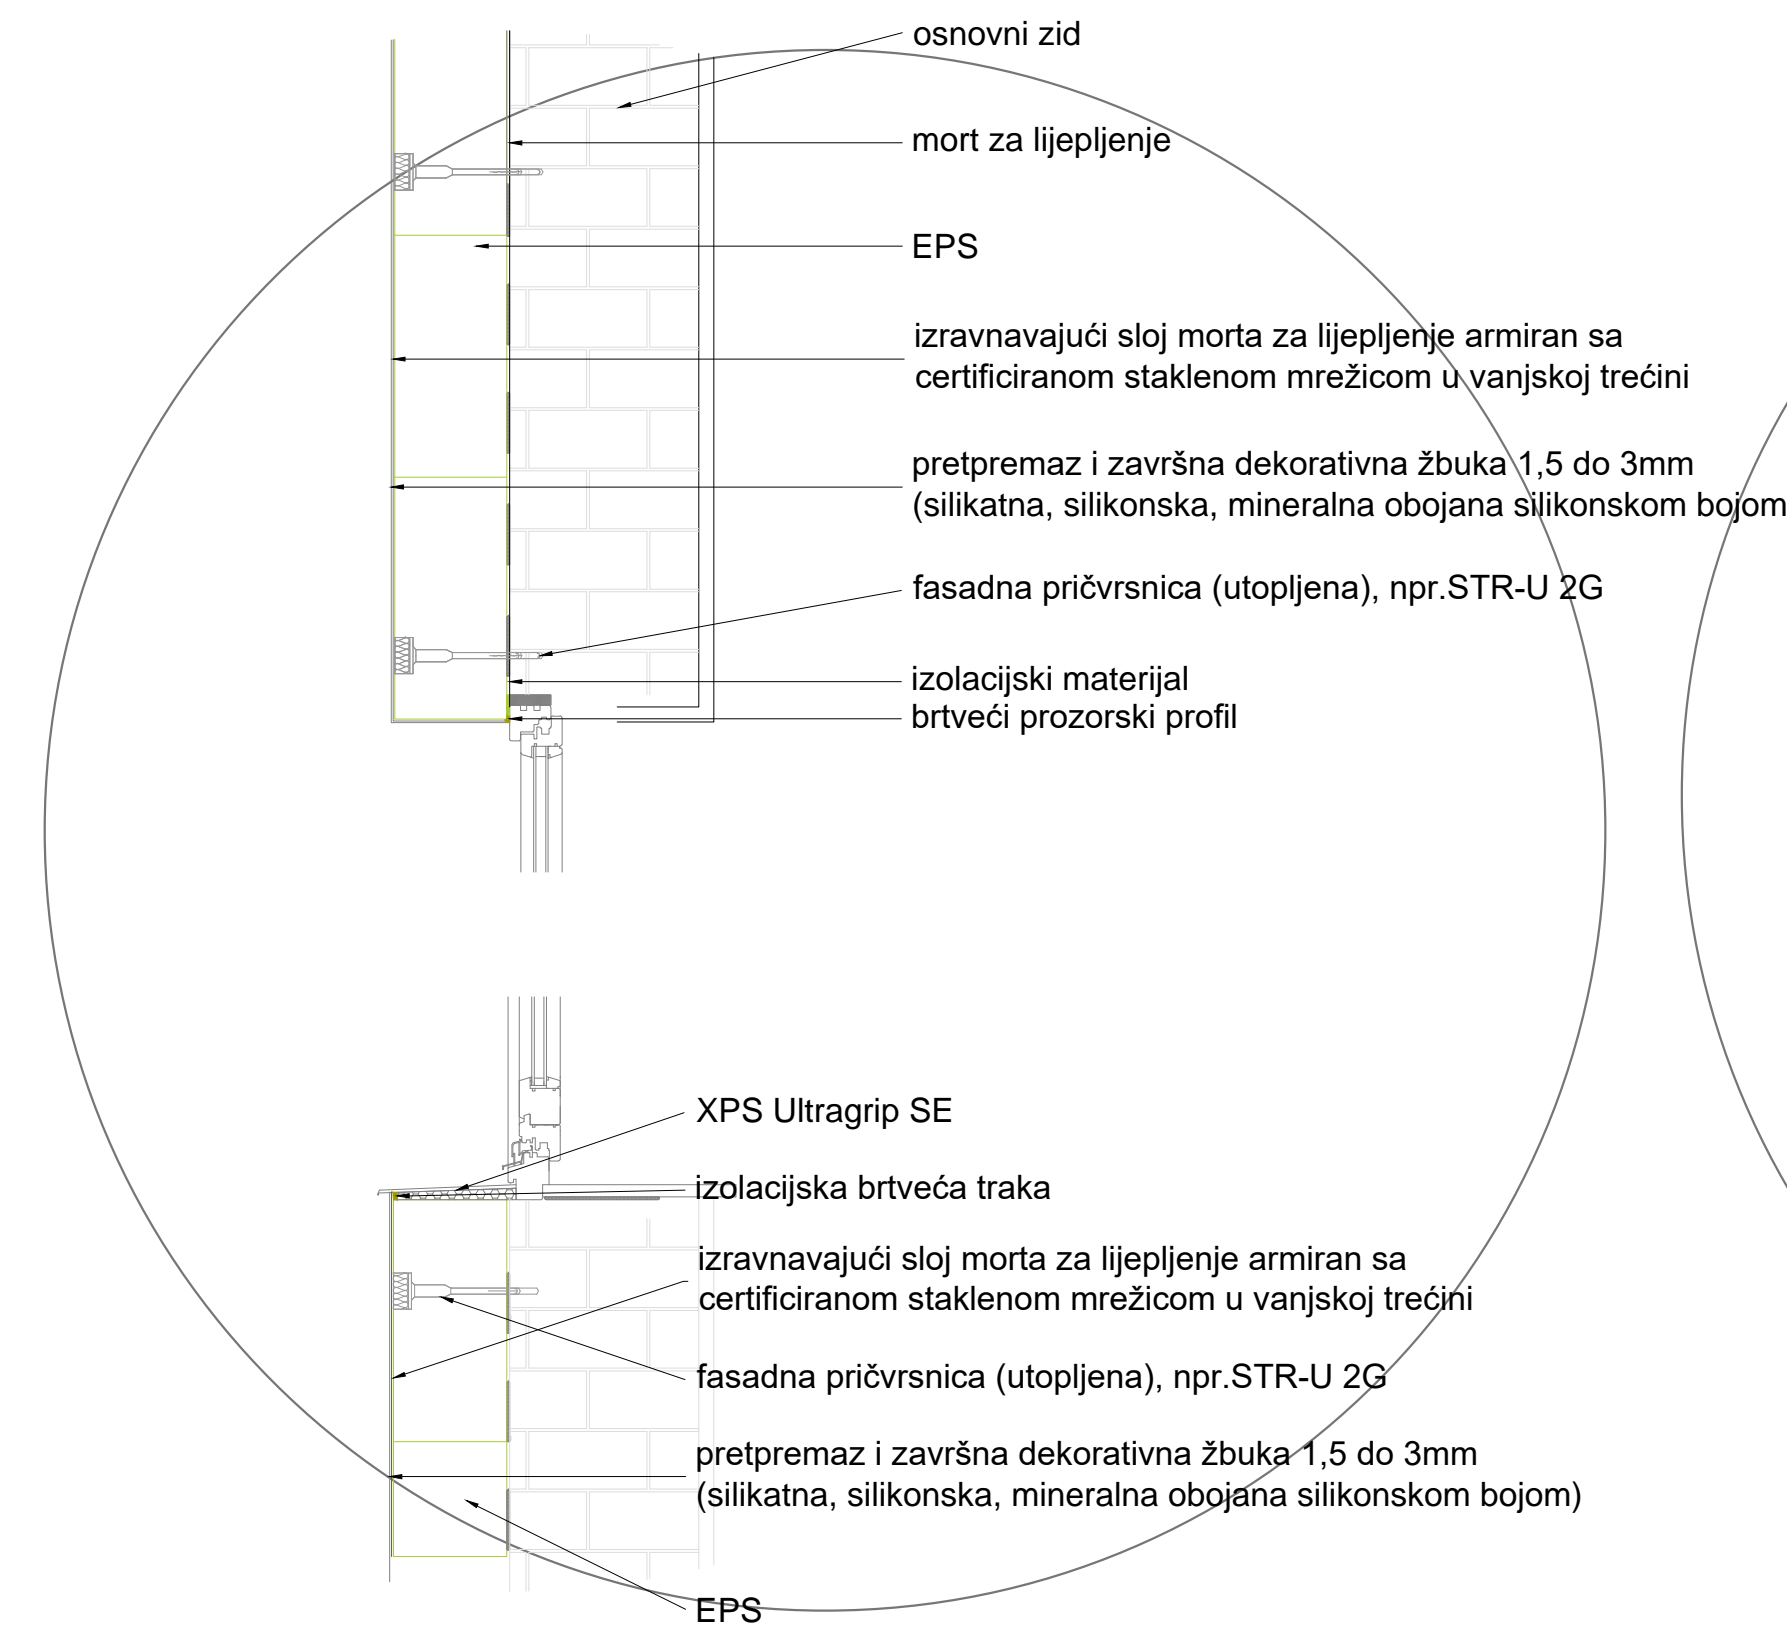 osnovni zid
mort za lijepljenje
EPS
izravnavajući sloj morta za lijepljenje armiran sa
certificiranom staklenom mrežicom u vanjskoj trećini
pretpremaz i završna dekorativna žbuka 1,5 do 3mm
(silikatna, silikonska, mineralna obojana silikonskom bojom
fasadna pričvrsnica (utopljena), npr.STR-U 2G
izolacijski materijal
brtveći prozorski profil
XPS Ultragrip SE
izolacijska brtveća traka
izravnavajući sloj morta za lijepljenje armiran sa
certificiranom staklenom mrežicom u vanjskoj trećini
fasadna pričvrsnica (utopljena), npr.STR-U 2G
pretpremaz i završna dekorativna žbuka 1,5 do 3mm
(silikatna, silikonska, mineralna obojana silikonskom bojom)
EPS